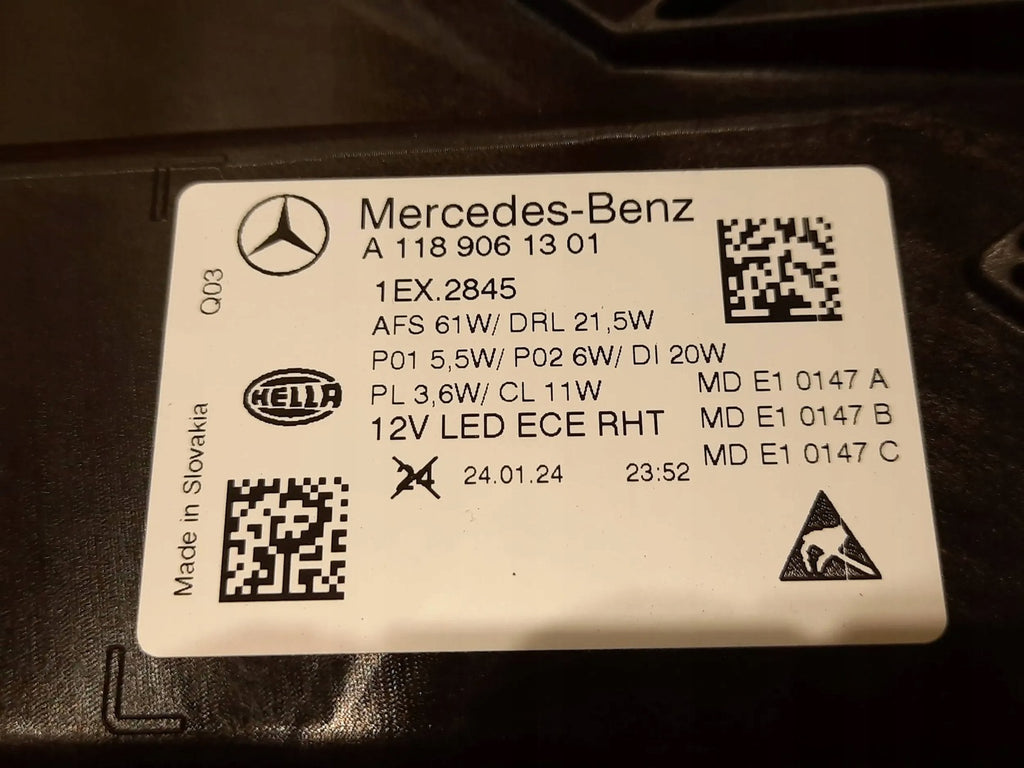 Mercedes-Benz
A 118 906 13 01
1EX.2845
AFS 61W/ DRL 21,5W
P01 5,5W/ P02 6W/ DI 20W
PL 3,6W/ CL 11W
12V LED ECE RHT
MD E1 0147 A
MD E1 0147 B
MD E1 0147 C
24 24.01.24 23:52
Q03
HELLA
Made in Slovakia